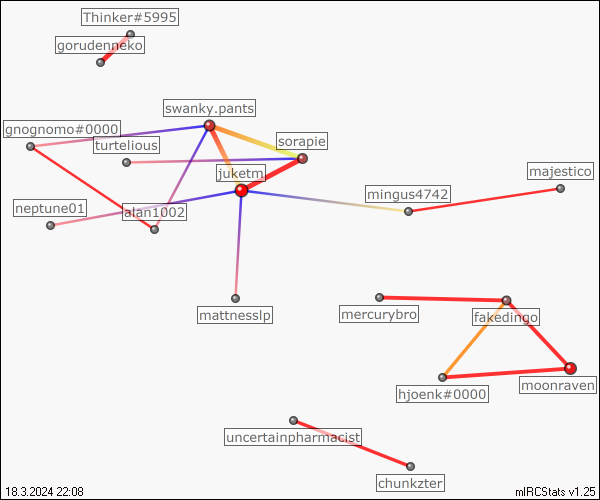 Thinker#5995
gorudenneko
swanky.pants
gnognomo#0000
turtelious
sorapie
juketm
majestico
mingus4742
neptune01
alan1002
mattnesslp
mercurybro
fakedingo
moonraven
hjoenk#0000
uncertainpharmacist
chunkzter
18.3.2024 22:08
mIRCStats v1.25